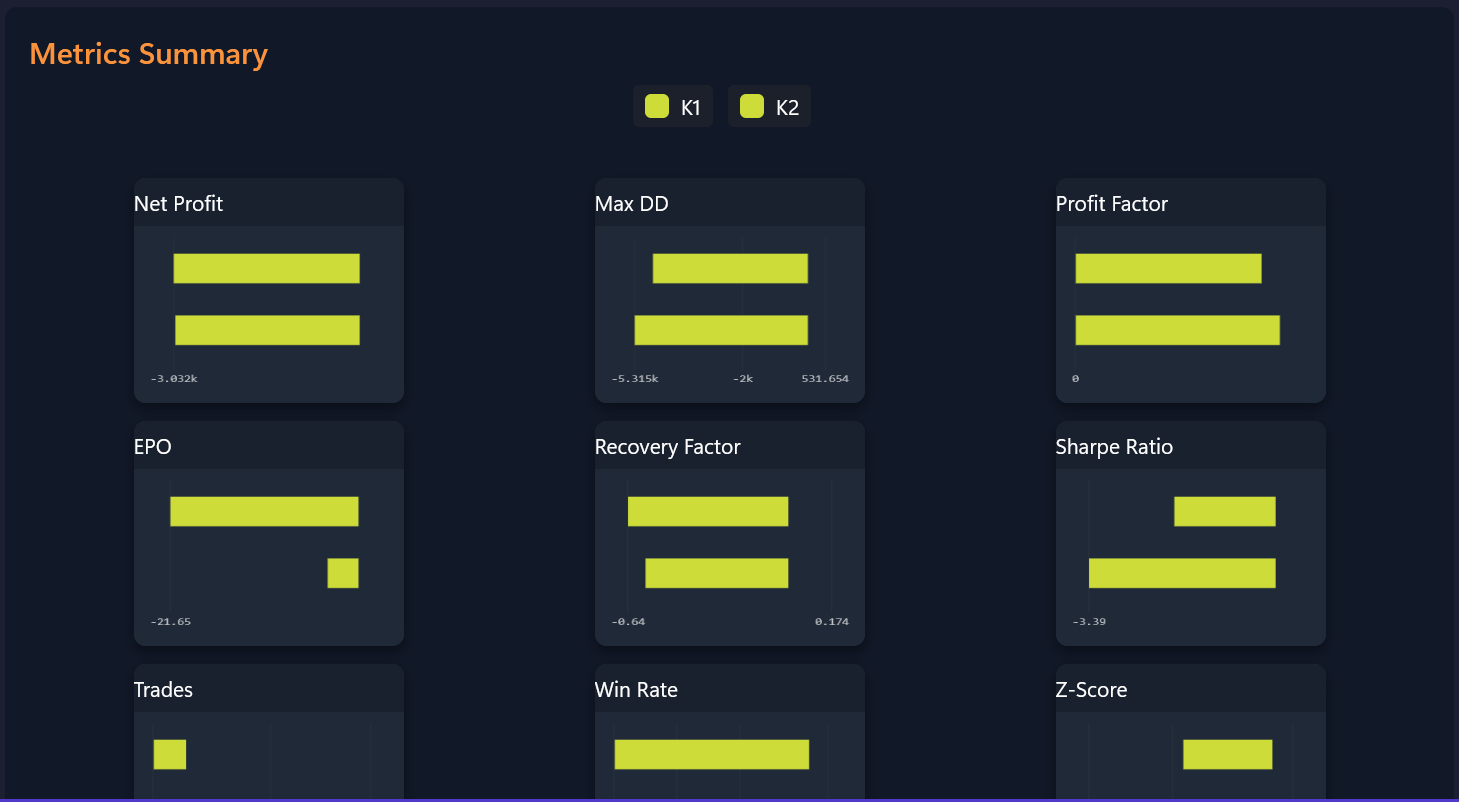 Metrics Summary
K1 K2
Net Profit
-3.032k
Max DD
-5.315k -2k 531.654
Profit Factor
0
EPO
-21.65
Recovery Factor
-0.64 0.174
Sharpe Ratio
-3.39
Trades
Win Rate
Z-Score